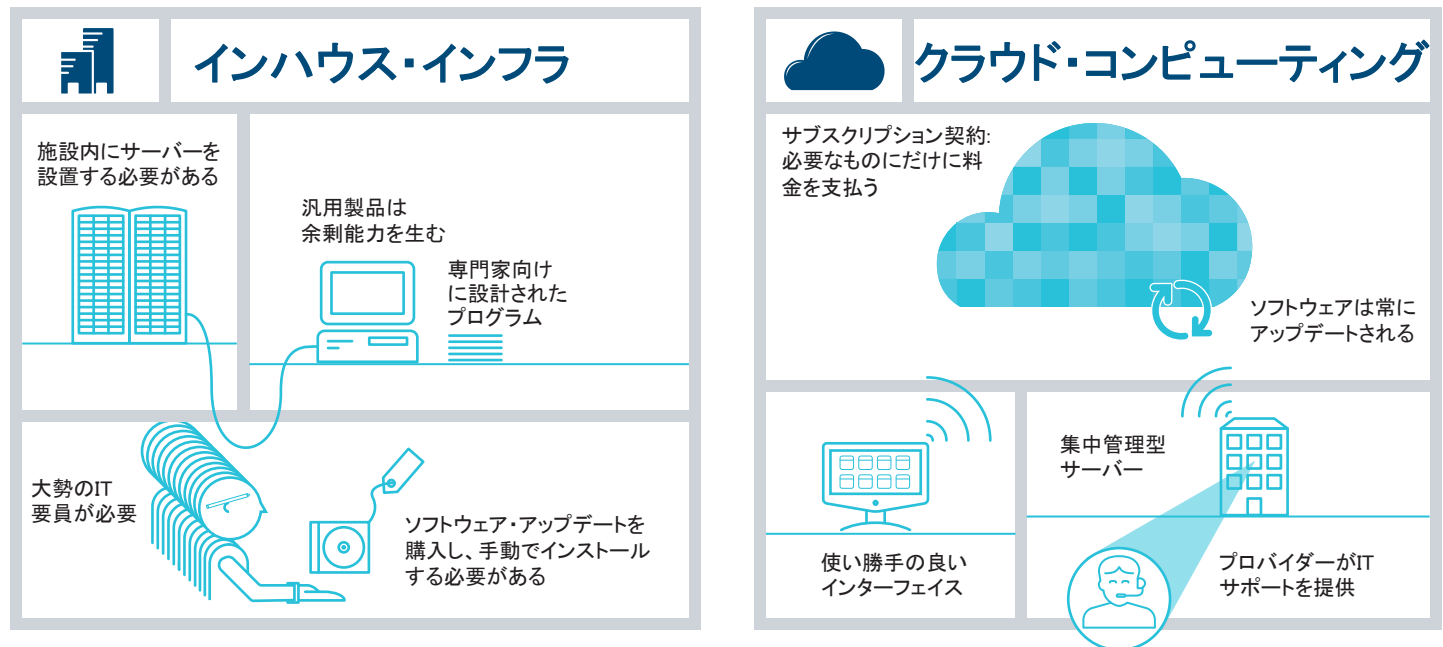 インハウス・インフラ
施設内にサーバーを
設置する必要がある
汎用製品は
余剰能力を生む
専門家向け
に設計された
プログラム
大勢のIT
要員が必要
ソフトウェア・アップデートを
購入し、手動でインストール
する必要がある
クラウド・コンピューティング
サブスクリプション契約:
必要なものにだけに料
金を支払う
ソフトウェアは常に
アップデートされる
使い勝手の良い
インターフェイス
集中管理型
サーバー
プロバイダーがIT
サポートを提供